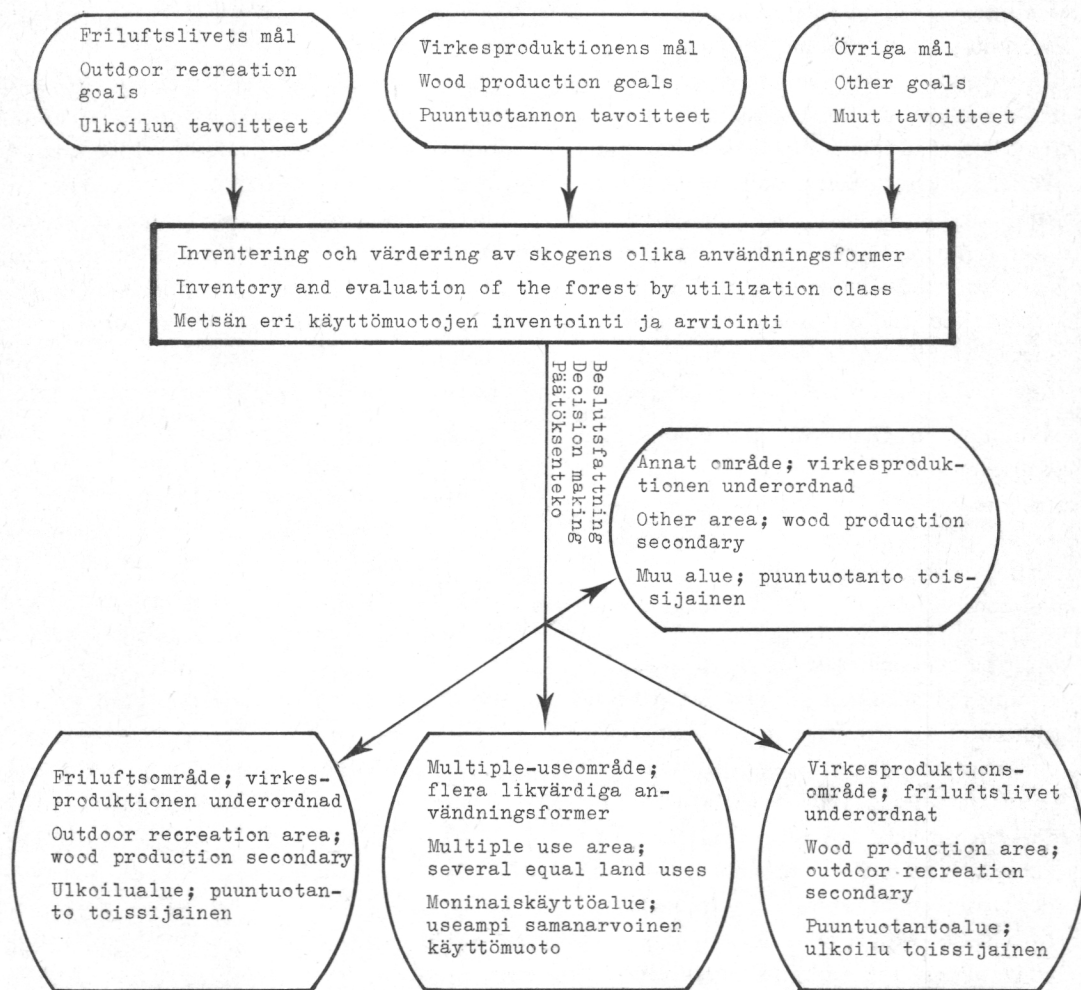 Friluftslivets mål
Outdoor recreation
goals
Ulkoilun tavoitteet
Virkesproduktionens mål
Wood production goals
Puuntuotannon tavoitteet
Övriga mål
Other goals
Muut tavoitteet
Inventering och värdering av skogens olika användningsformer
Inventory and evaluation of the forest by utilization class
Metsän eri käyttömuotojen inventointi ja arviointi
Beslutsfattning
Decision making
Päätöksenteko
Annat område; virkesproduk-
tionen underordnad
Other area; wood production
secondary
Muu alue; puuntuotanto tois-
sijainen
Friluftsområde; virkes-
produktionen underordnad
Outdoor recreation area;
wood production secondary
Ulkoilualue; puuntuotan-
to toissijainen
Multiple-useområde;
flera likvärdiga an-
vändningsformer
Multiple use area;
several equal land uses
Moninaiskäyttöalue;
useampi samanarvoinen
käyttömuoto
Virkesproduktions-
område; friluftslivet
underordnat
Wood production area;
outdoor recreation
secondary
Puuntuotantoalue;
ulkoilu toissijainen